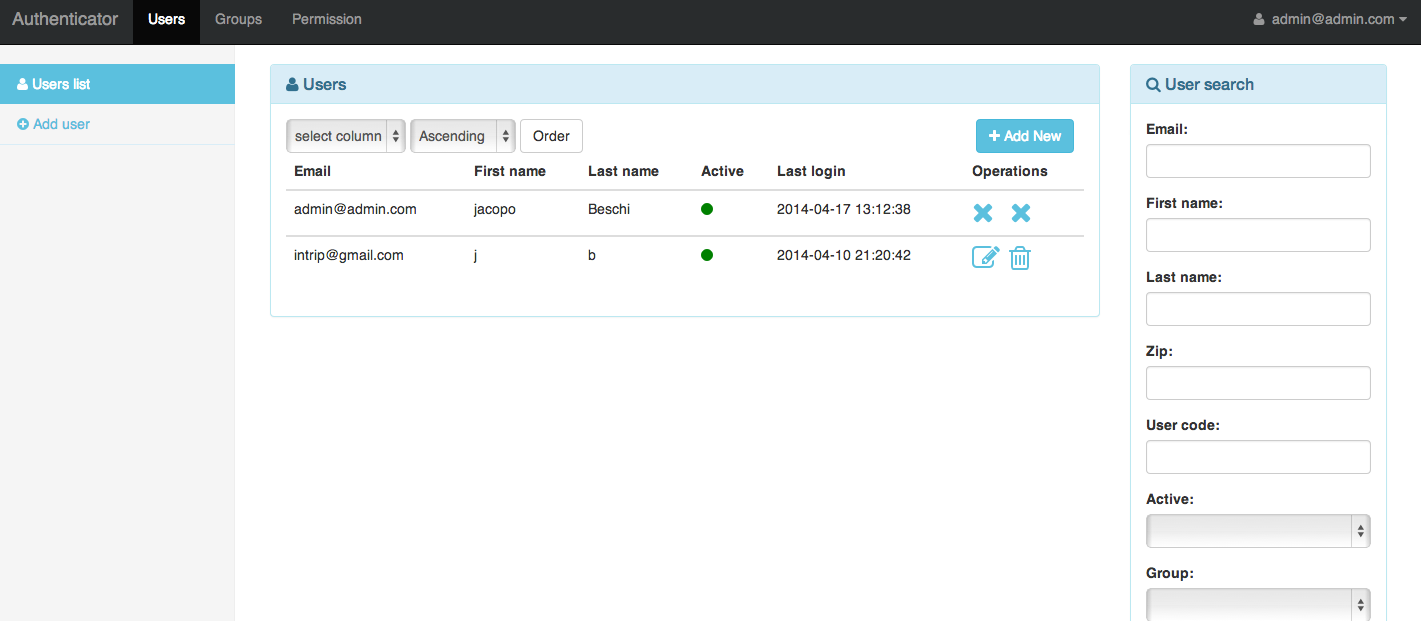 Authenticator Users Groups Permission admin@admin.com
Users list
Add user
Users
select column Ascending Order Add New
Email First name Last name Active Last login Operations
admin@admin.com jacopo Beschi 2014-04-17 13:12:38
intrip@gmail.com j b 2014-04-10 21:20:42
User search
Email:
First name:
Last name:
Zip:
User code:
Active:
Group: